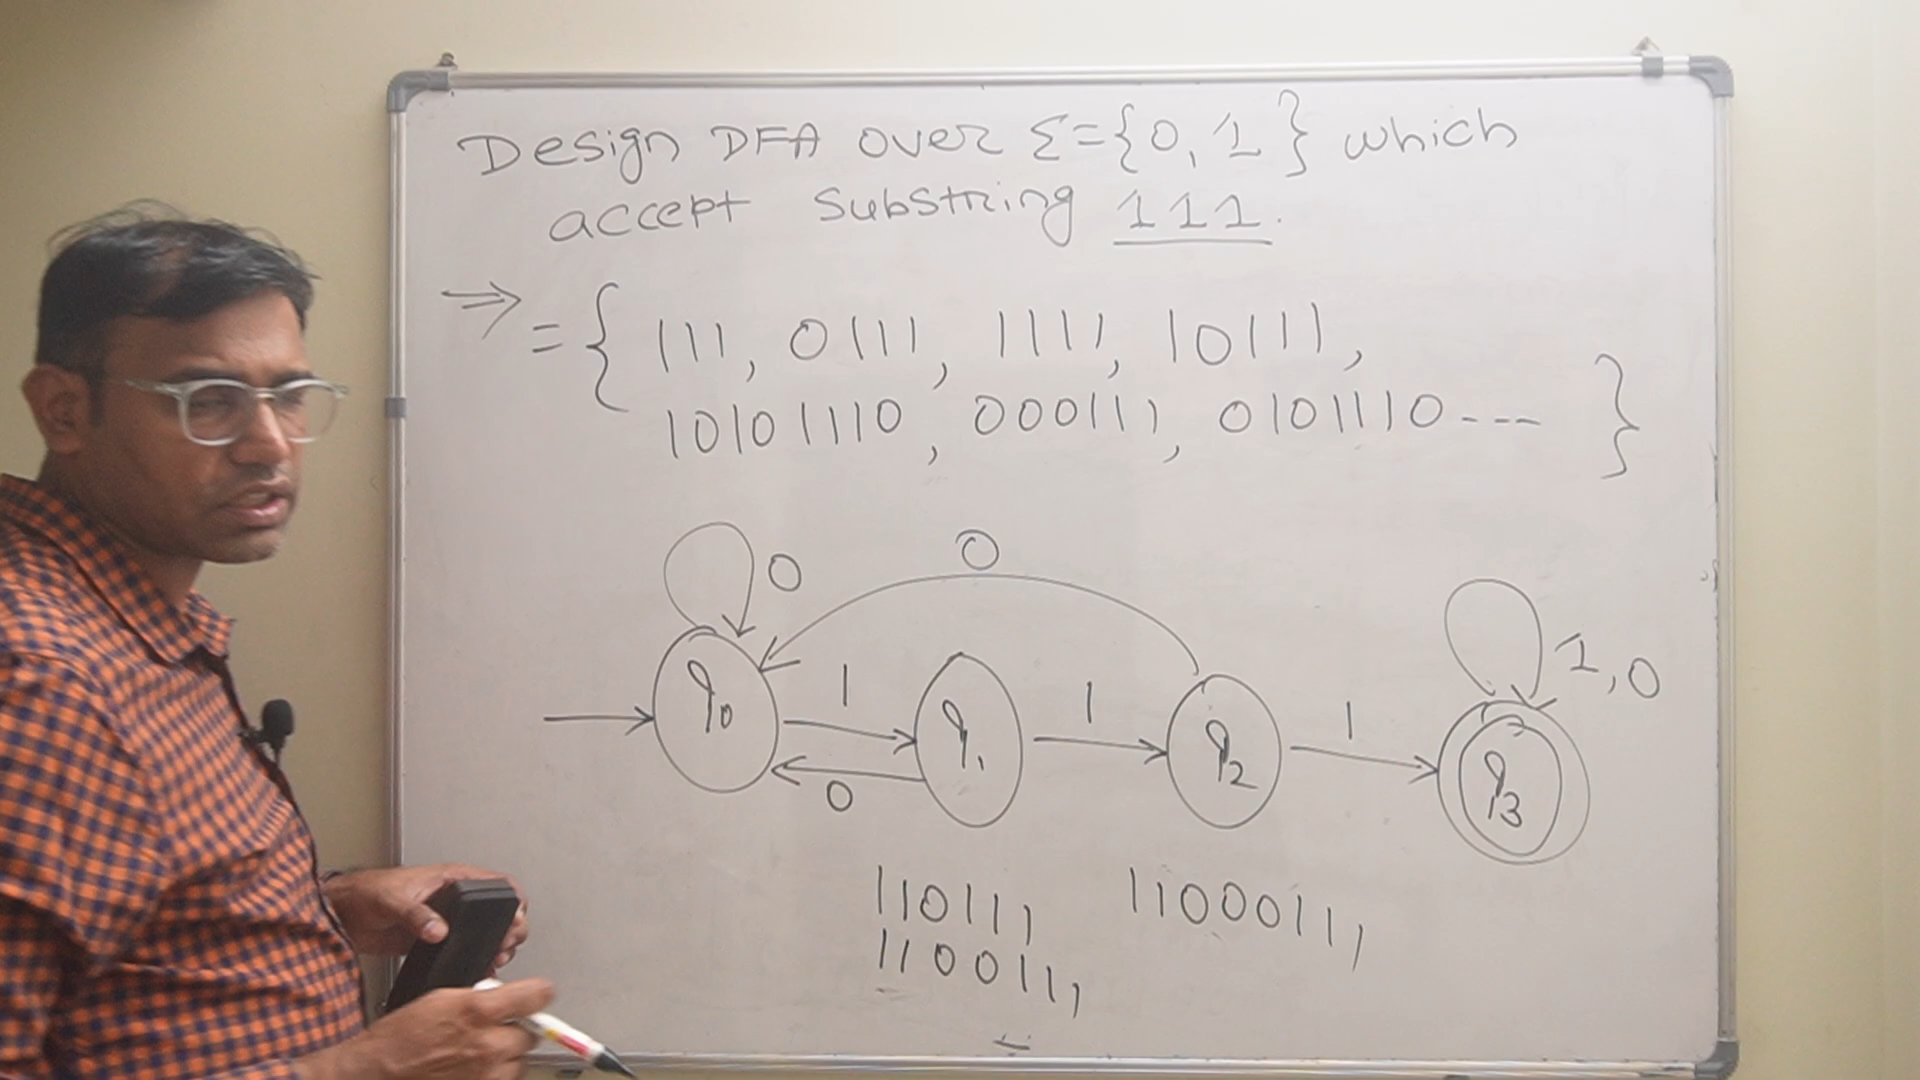 Design DFA over Σ={0,1} which
accept substring 111.
⇒ = { 111, 0111, 1111, 10111,
10101110, 000111, 0101110--- }
0
0
1
1
1
1,0
q0
q1
q2
q3
0
110111
1100011,
110011,